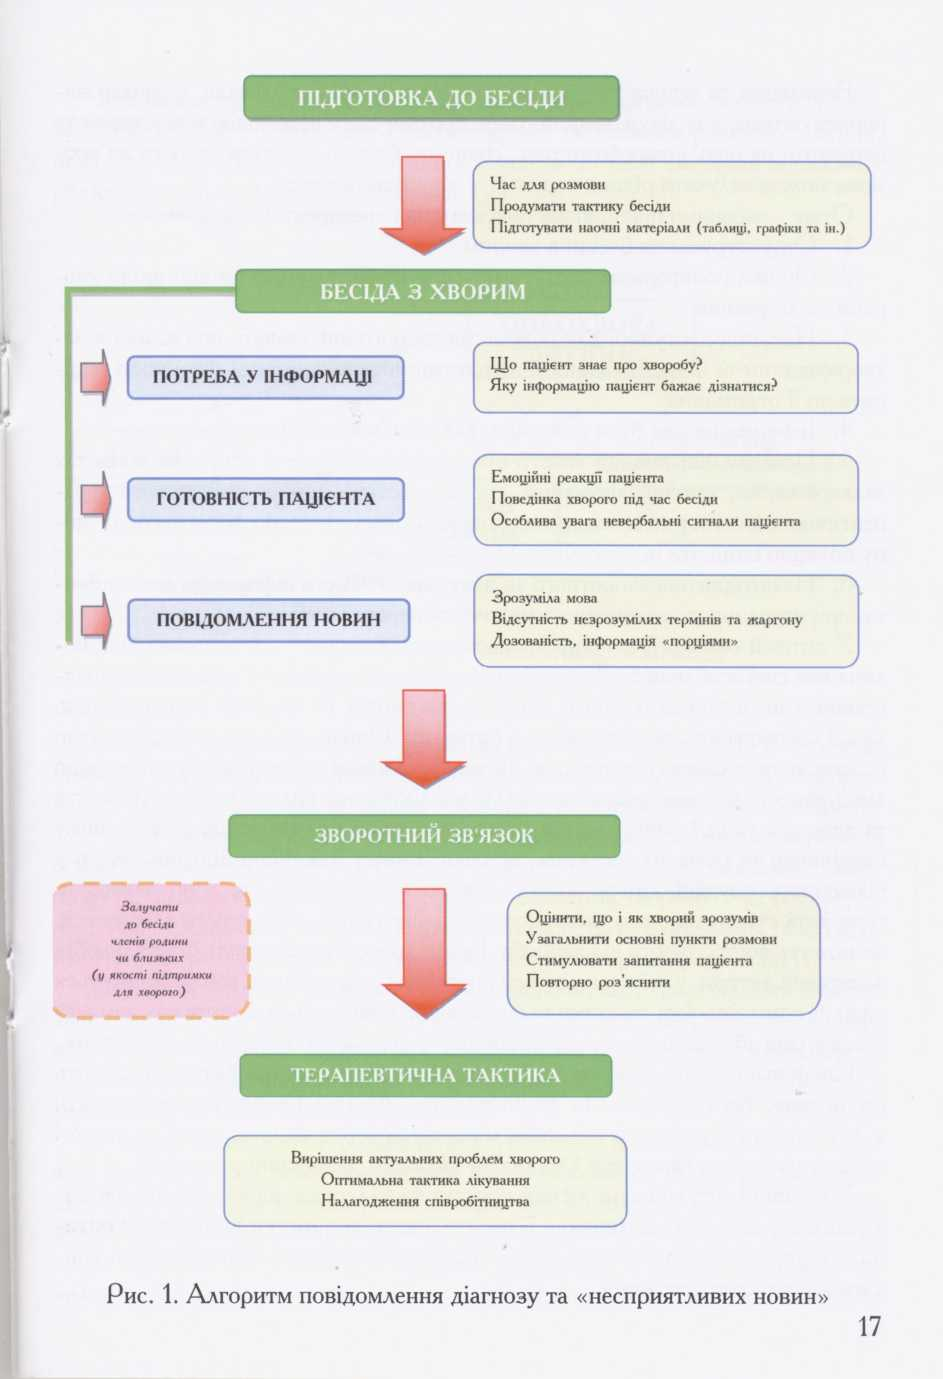 ПІДГОТОВКА ДО БЕСІДИ
Час для розмови
Продумати тактику бесіди
Підготувати наочні матеріали (таблиці, графіки та ін.)
БЕСІДА З ХВОРИМ
ПОТРЕБА У ІНФОРМАЦІЇ
Що пацієнт знає про хворобу?
Яку інформацію пацієнт бажає дізнатися?
ГОТОВНІСТЬ ПАЦІЄНТА
Емоційні реакції пацієнта
Поведінка хворого під час бесіди
Особлива увага невербальні сигнали пацієнта
ПОВІДОМЛЕННЯ НОВИН
Зрозуміла мова
Відсутність незрозумілих термінів та жаргону
Дозованість, інформація «порціями»
ЗВОРОТНИЙ ЗВ'ЯЗОК
Залучати
до бесіди
членів родини
чи близьких
(у якості підтримки
для хворого)
Оцінити, що і як хворий зрозумів
Узагальнити основні пункти розмови
Стимулювати запитання пацієнта
Повторно роз'яснити
ТЕРАПЕВТИЧНА ТАКТИКА
Вирішення актуальних проблем хворого
Оптимальна тактика лікування
Налагодження співробітництва
Рис. 1. Алгоритм повідомлення діагнозу та «несприятливих новин»
17